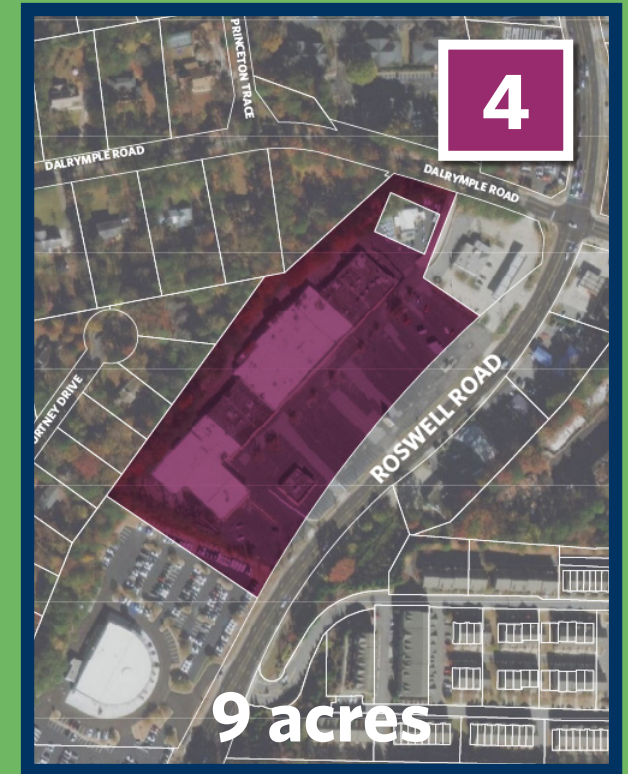 PRINCETON TRACE
4
DALRYMPLE ROAD
DALRYMPLE ROAD
RTNEY DRIVE
ROSWELL ROAD
9 acres